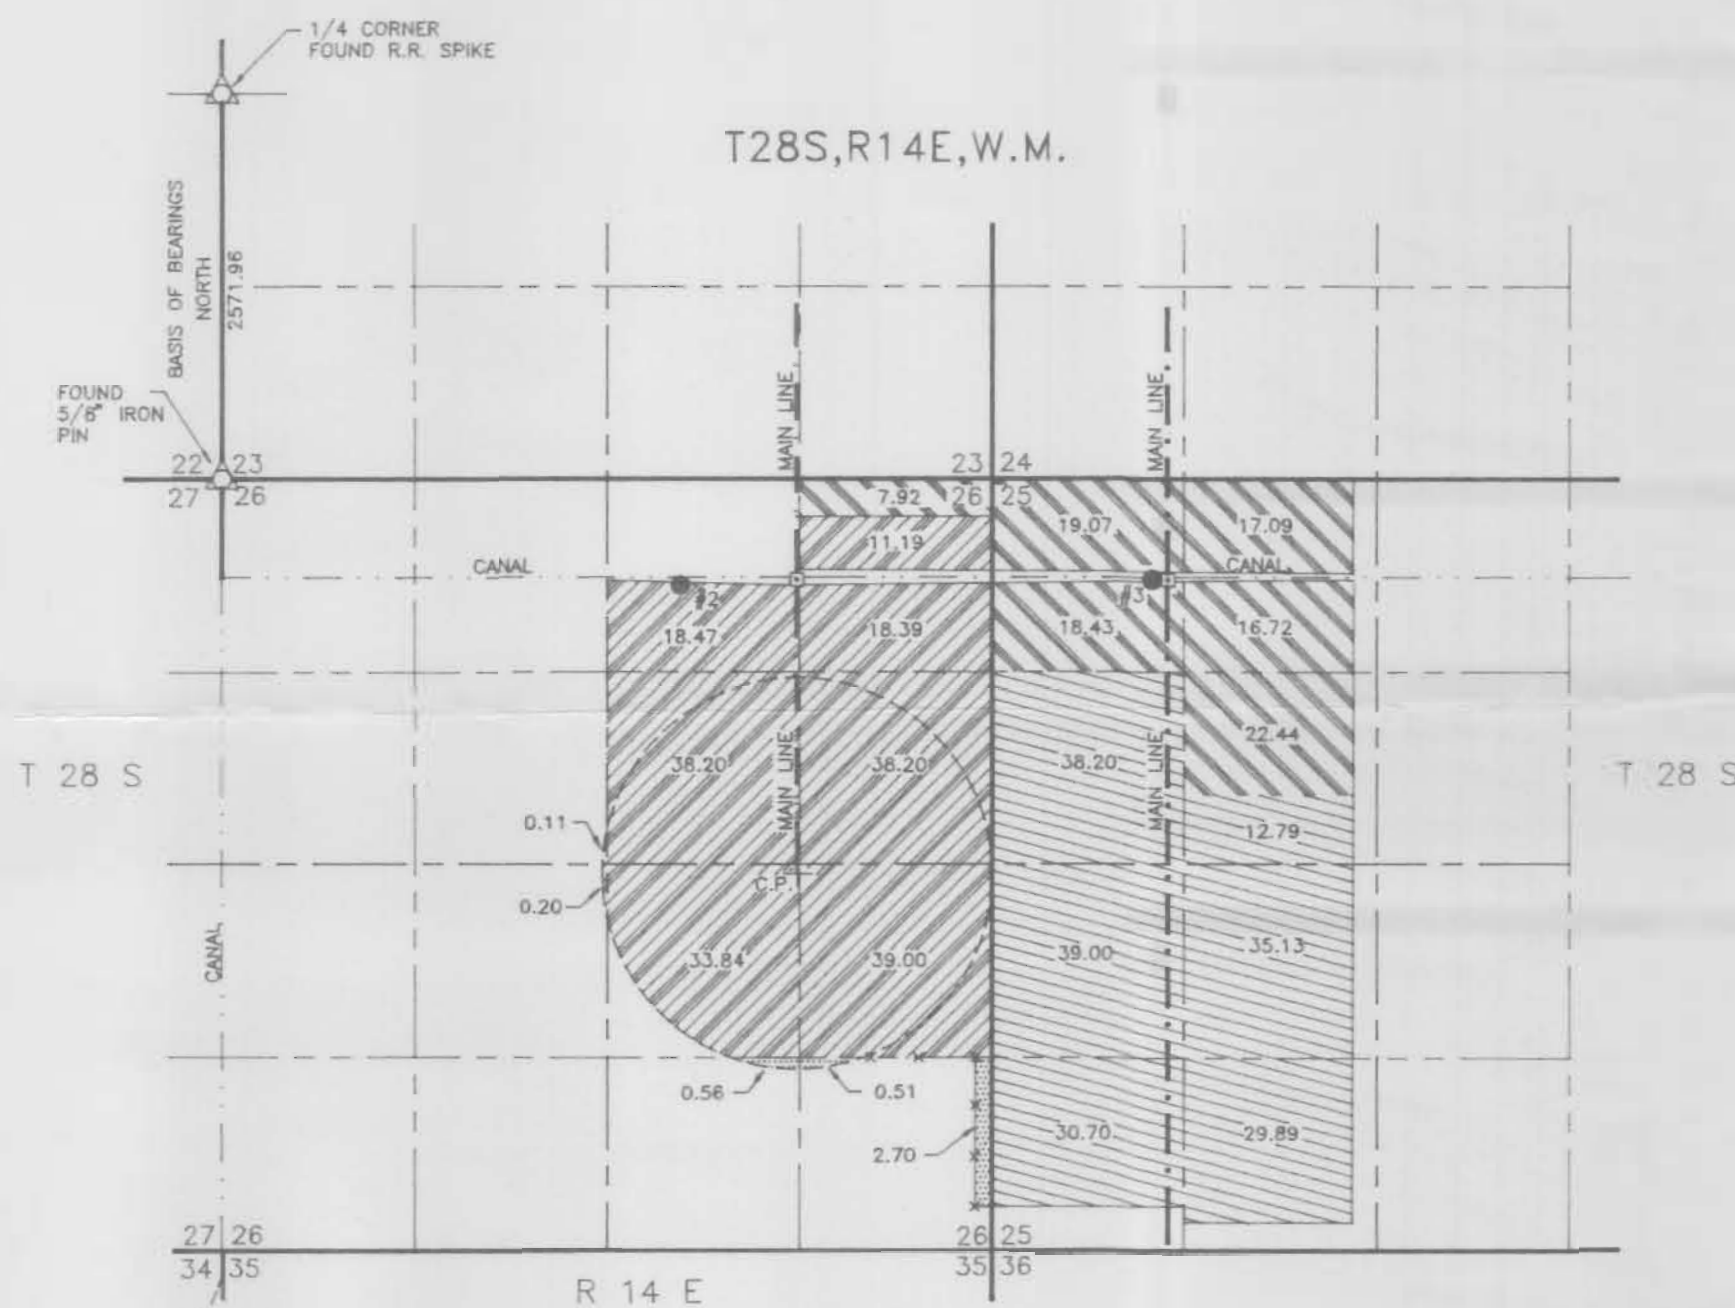 1/4 CORNER
FOUND R.R. SPIKE
T28S,R14E,W.M.
BASIS OF BEARINGS
NORTH
2571.96
FOUND
5/8" IRON
PIN
MAIN LINE
MAIN LINE
22 23
27 26
23 24
26 25
7.92
19.07
17.09
11.19
CANAL
CANAL
#2
#3
18.47
18.39
18.43
16.72
22.44
38.20
38.20
38.20
MAIN LINE
MAIN LINE
T 28 S
T 28 S
0.11
12.79
C.P.
0.20
CANAL
33.84
39.00
39.00
35.13
0.56
0.51
2.70
30.70
29.89
27 26
34 35
26 25
35 36
R 14 E